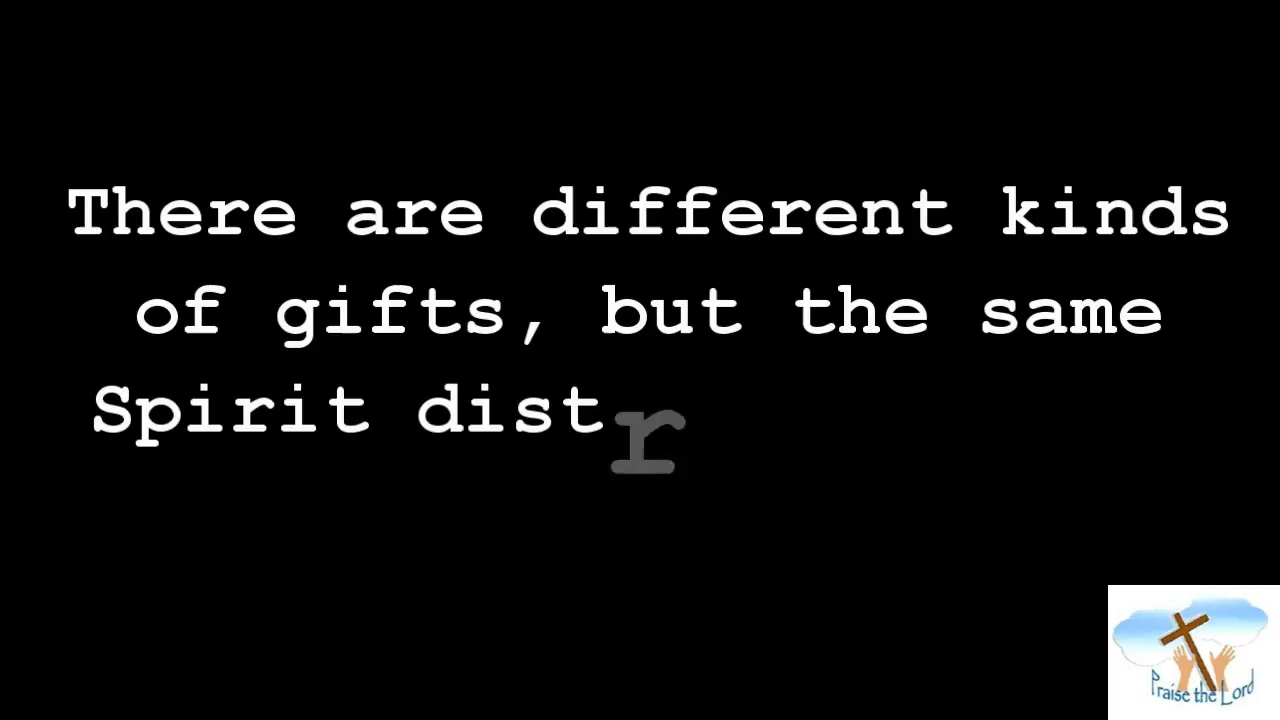 There are different kinds
of gifts, but the same
Spirit distr
Praise the Lord